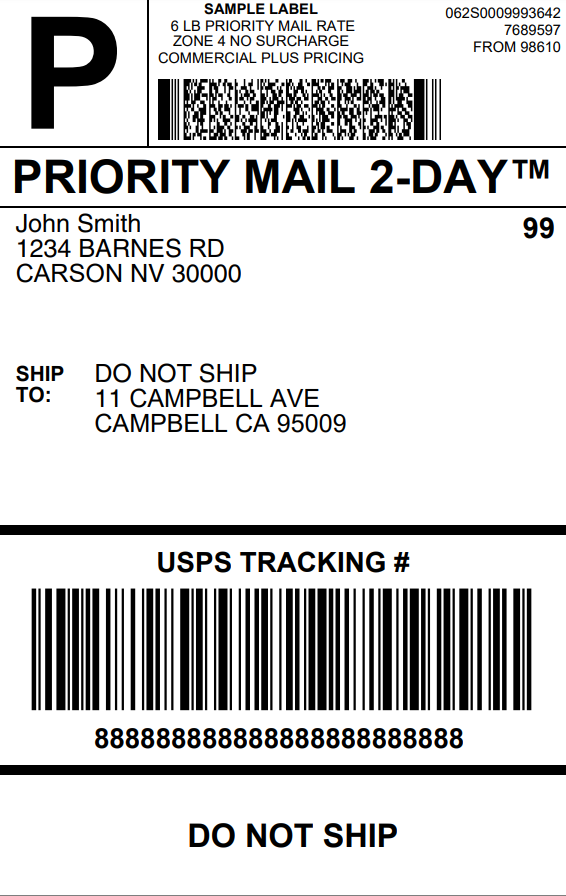 P
SAMPLE LABEL
6 LB PRIORITY MAIL RATE
ZONE 4 NO SURCHARGE
COMMERCIAL PLUS PRICING
062S0009993642
7689597
FROM 98610
PRIORITY MAIL 2-DAY™
John Smith
1234 BARNES RD
CARSON NV 30000
99
SHIP TO:
DO NOT SHIP
11 CAMPBELL AVE
CAMPBELL CA 95009
USPS TRACKING #
888888888888888888888888
DO NOT SHIP